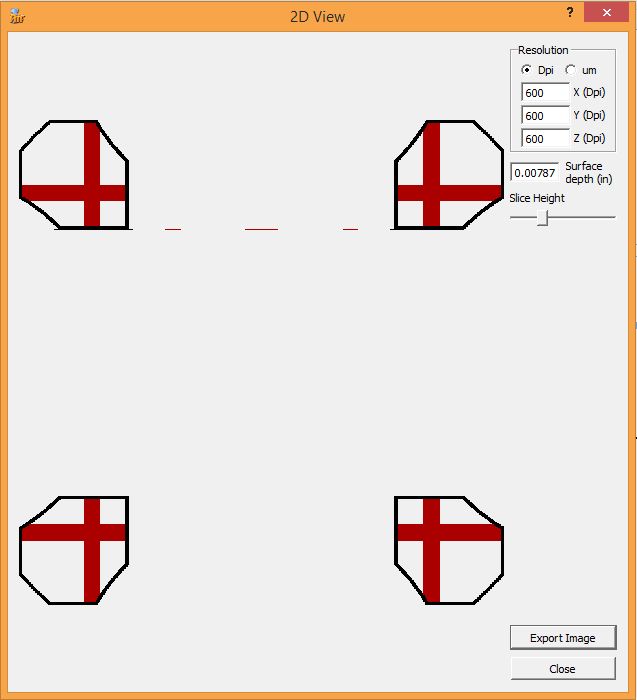 2D View
?
Resolution
Dpi
um
600 X (Dpi)
600 Y (Dpi)
600 Z (Dpi)
0.00787 Surface
depth (in)
Slice Height
Export Image
Close